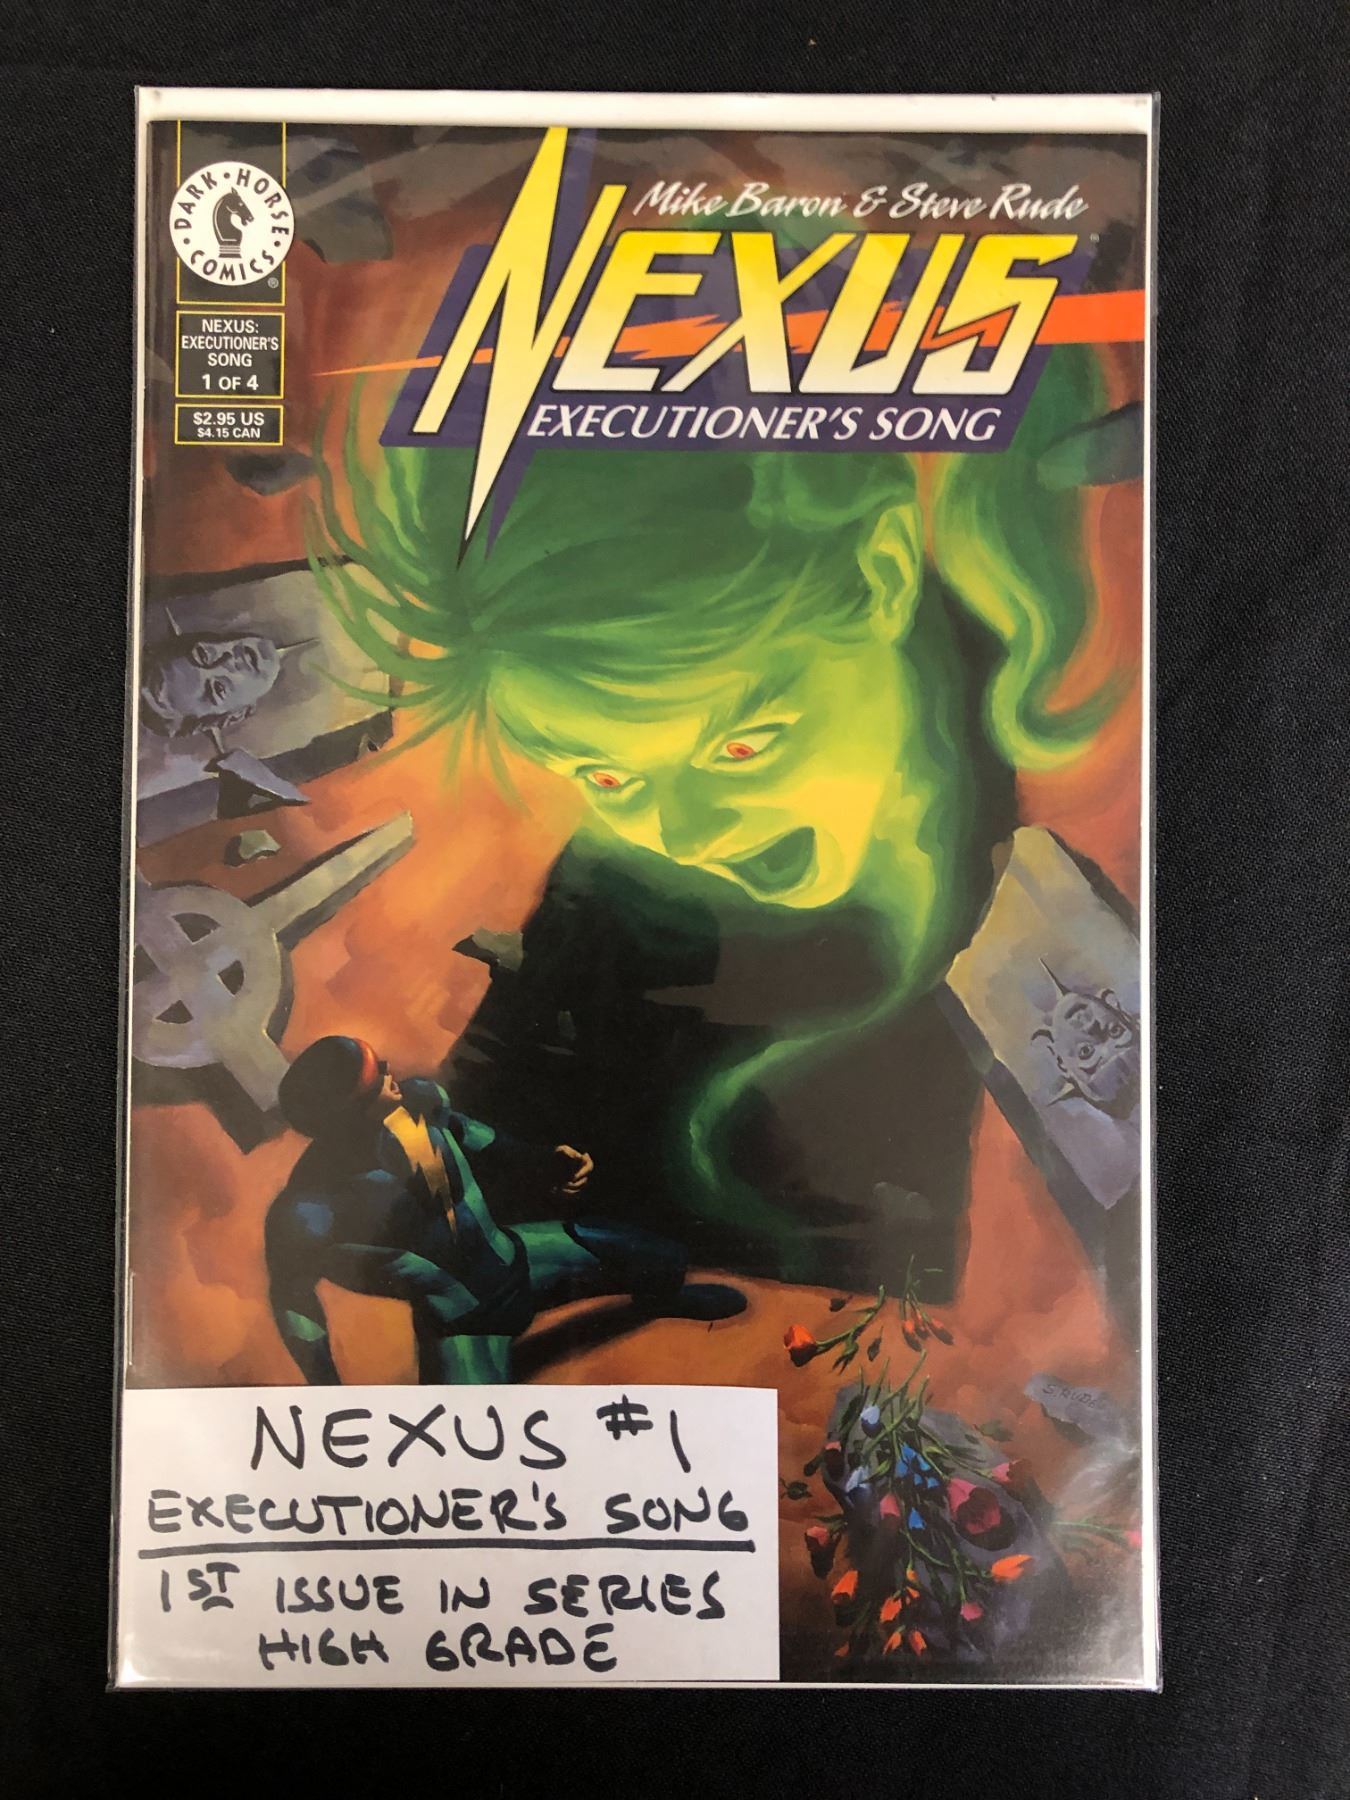 DARK • HORSE • COMICS •
®
NEXUS:
EXECUTIONER'S
SONG
1 OF 4
$2.95 US
$4.15 CAN
Mike Baron & Steve Rude
NEXUS
EXECUTIONER'S SONG
S. RUDE
NEXUS #1
EXECUTIONER'S SONG
1ST ISSUE IN SERIES
HIGH GRADE